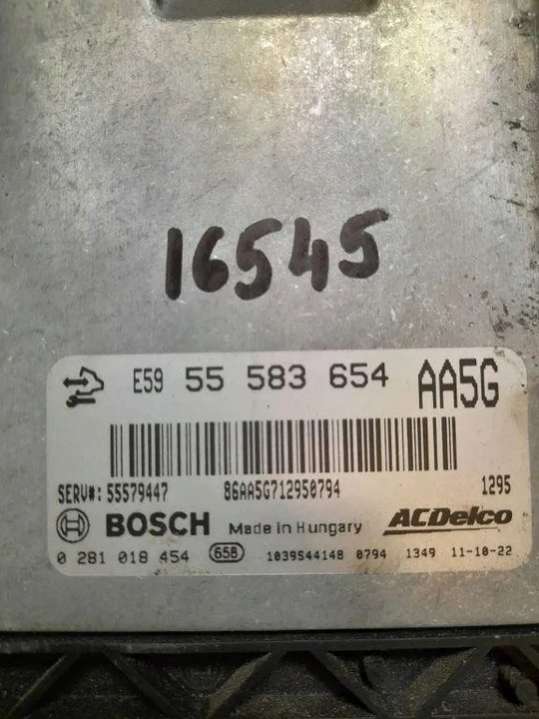 16545
E59 55 583 654 AA5G
SERV#: 55579447 86AA5G712950794 1295
BOSCH Made in Hungary ACDelco
0 281 018 454 658 1039S44148 0794 1349 11-10-22